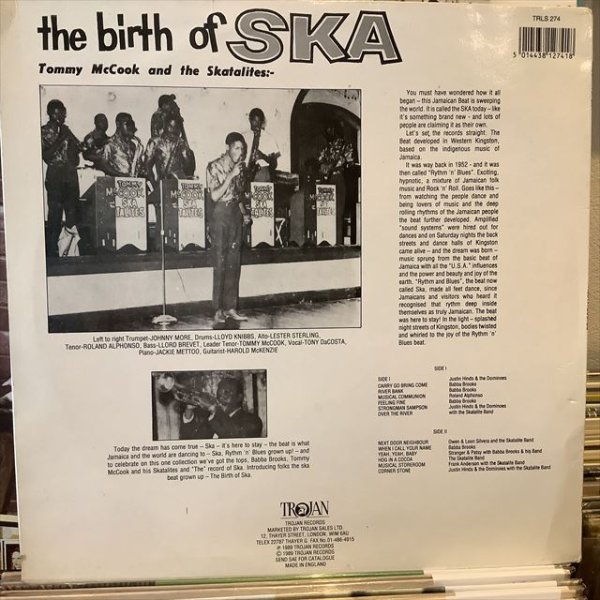 the birth of SKA
TRLS 274
5 014438 127418
Tommy McCook and the Skatalites:-
You must have wondered how it all
began – this Jamaican Beat is sweeping
the world. It is called the SKA today – like
it's something brand new - and lots of
people are claiming it as their own.
Let's set the records straight. The
Beat developed in Western Kingston,
based on the indigenous music of
Jamaica.
It was way back in 1952 - and it was
then called "Rythm 'n' Blues". Exciting,
hypnotic, a mixture of Jamaican folk
music and Rock 'n' Roll. Goes like this –
from watching the people dance and
being lovers of music and the deep
rolling rhythms of the Jamaican people
the beat further developed. Amplified
"sound systems" were hired out for
dances and on Saturday nights the back
streets and dance halls of Kingston
came alive – and the dream was born –
music sprung from the basic beat of
Jamaica with all the "U.S.A." influences
and the power and beauty and joy of the
earth, "Rythm and Blues", the beat now
called Ska, made all feet dance, since
Jamaicans and visitors who heard it
recognised that rythm deep inside
themselves as truly Jamaican. The beat
was here to stay! In the light – splashed
night streets of Kingston, bodies twisted
and whirled to the joy of the Rythm 'n'
Blues beat.
Left to right Trumpet-JOHNNY MORE, Drums-LLOYD KNIBBS, Alto-LESTER STERLING,
Tenor-ROLAND ALPHONSO, Bass-LLORD BREVET, Leader Tenor-TOMMY McCOOK, Vocal-TONY DaCOSTA,
Piano-JACKIE METTOO, Guitarist-HAROLD McKENZIE
Today the dream has come true – Ska – it's here to stay – the beat is what
Jamaica and the world are dancing to – Ska, Rythm 'n' Blues grown up! – and
to celebrate on this one collection we've got the tops, Babba Brooks, Tommy
McCook and his Skatalites and "The" record of Ska. Introducing folks the ska
beat grown up – The Birth of Ska.
SIDE I
CARRY GO BRING COME Justin Hinds & the Dominoes
RIVER BANK Babba Brooks
MUSICAL COMMUNION Roland Alphonso
FEELING FINE Babba Brooks
STRONGMAN SAMPSON Justin Hinds & the Dominoes
OVER THE RIVER with the Skatalite Band
SIDE II
NEXT DOOR NEIGHBOUR Owen & Leon Silvera and the Skatalite Band
WHEN I CALL YOUR NAME Babba Brooks
YEAH, YEAH, BABY Stranger & Patsy with Babba Brooks & his Band
HOG IN A COCOA The Skatalite Band
MUSICAL STOREROOM Frank Anderson with the Skatalite Band
CORNER STONE Justin Hinds & the Dominoes with the Skatalite Band
TROJAN
TROJAN RECORDS
MARKETED BY TROJAN SALES LTD.
12, THAYER STREET, LONDON, WIM 6AU
TELEX 22787 THAYER G FAX No 01-486-4915
℗ 1989 TROJAN RECORDS
© 1989 TROJAN RECORDS
SEND SAE FOR CATALOGUE
MADE IN ENGLAND